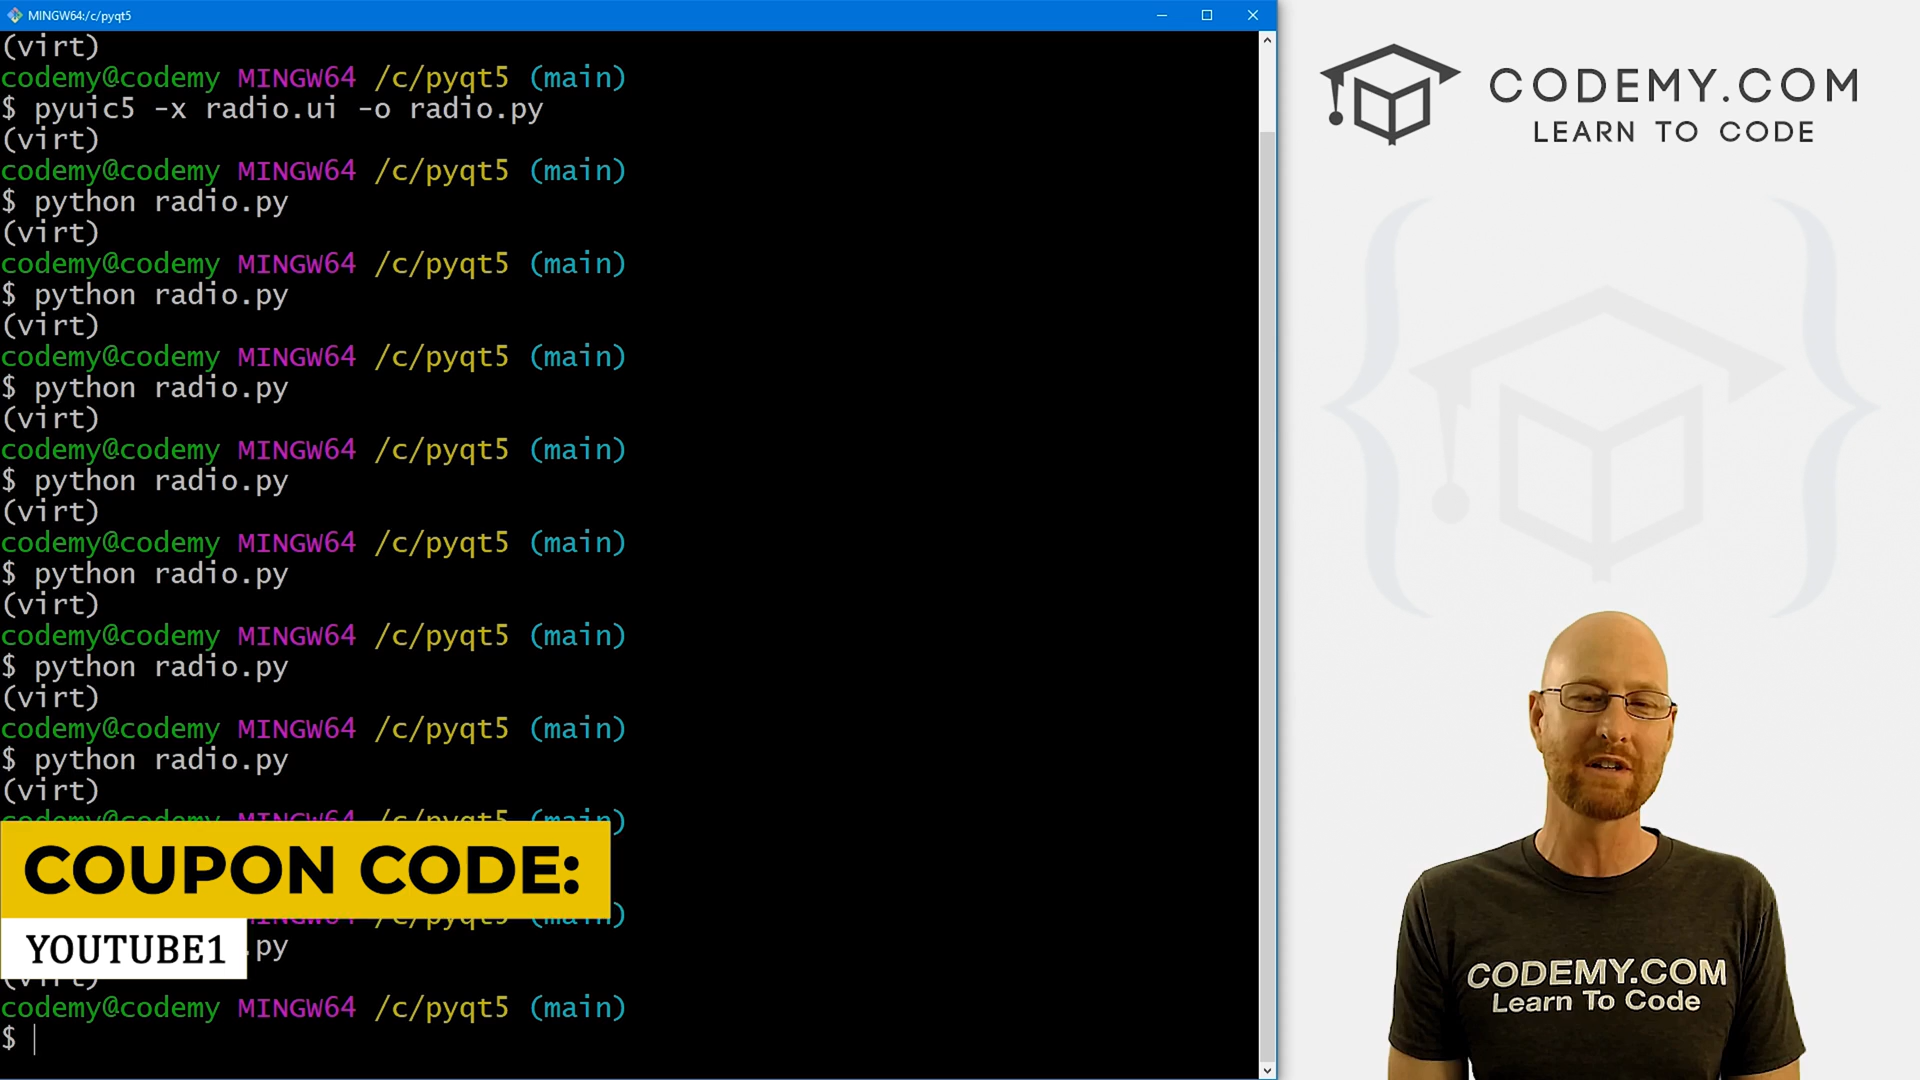 MINGW64:/c/pyqt5
(virt)
codemy@codemy MINGW64 /c/pyqt5 (main)
$ pyuic5 -x radio.ui -o radio.py
(virt)
codemy@codemy MINGW64 /c/pyqt5 (main)
$ python radio.py
(virt)
codemy@codemy MINGW64 /c/pyqt5 (main)
$ python radio.py
(virt)
codemy@codemy MINGW64 /c/pyqt5 (main)
$ python radio.py
(virt)
codemy@codemy MINGW64 /c/pyqt5 (main)
$ python radio.py
(virt)
codemy@codemy MINGW64 /c/pyqt5 (main)
$ python radio.py
(virt)
codemy@codemy MINGW64 /c/pyqt5 (main)
$ python radio.py
(virt)
codemy@codemy MINGW64 /c/pyqt5 (main)
$ python radio.py
(virt)
COUPON CODE:
YOUTUBE1
.py
codemy@codemy MINGW64 /c/pyqt5 (main)
$
CODEMY.COM
LEARN TO CODE
CODEMY.COM
Learn To Code